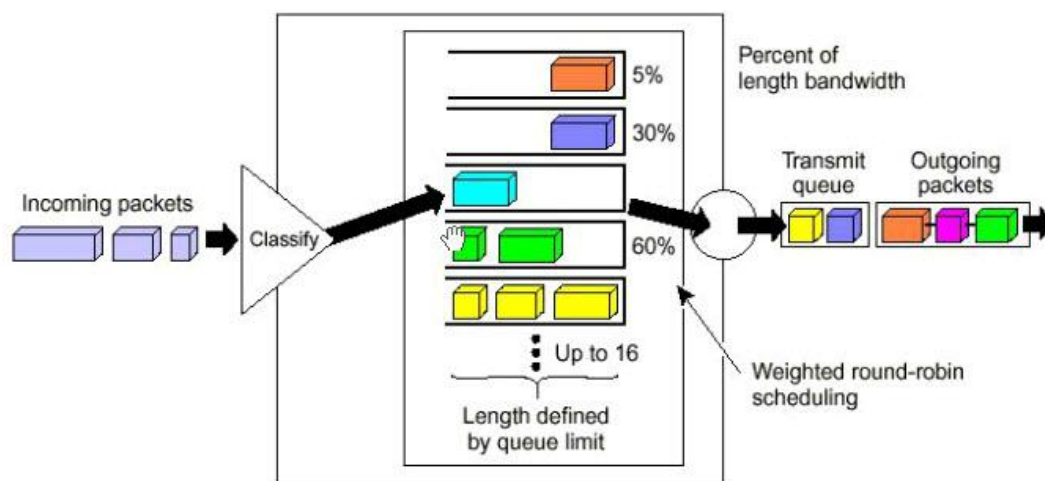 Incoming packets
Classify
5%
30%
60%
Up to 16
Length defined
by queue limit
Percent of
length bandwidth
Transmit
queue
Outgoing
packets
Weighted round-robin
scheduling